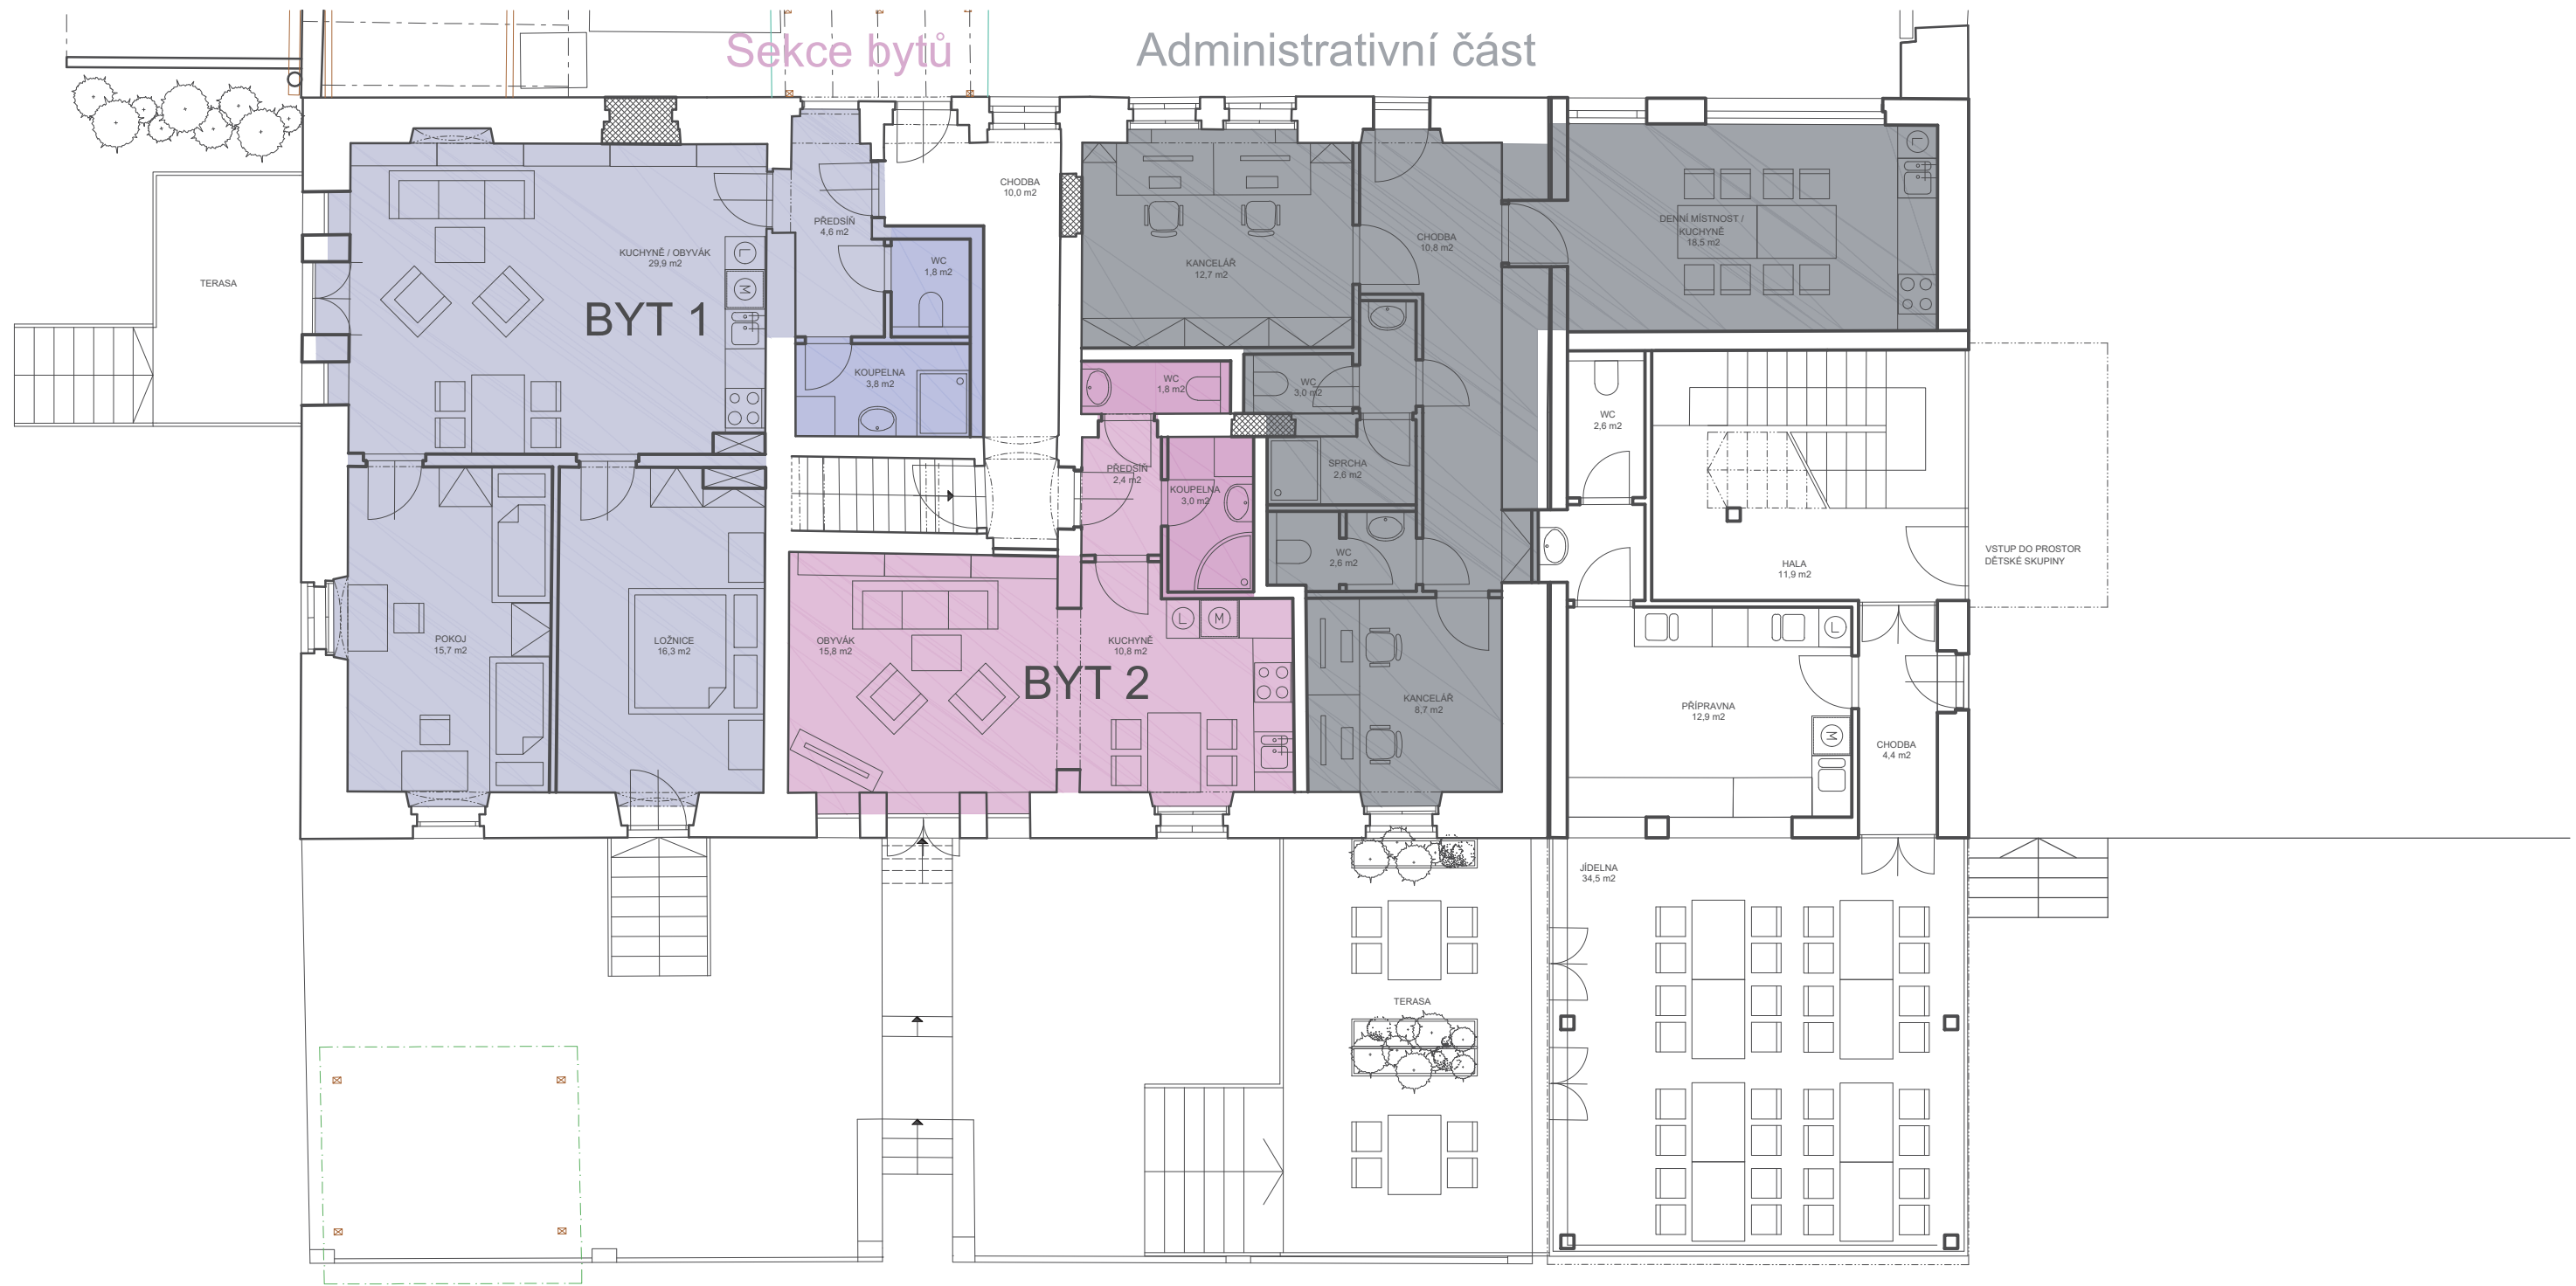 Sekce bytů
Administrativní část
CHODBA
10,0 m2
PŘEDSÍŇ
4,6 m2
DENNÍ MÍSTNOST /
KUCHYNĚ
18,5 m2
L
KUCHYNĚ / OBYVÁK
29,9 m2
L
M
WC
1,8 m2
KANCELÁŘ
12,7 m2
CHODBA
10,8 m2
TERASA
BYT 1
KOUPELNA
3,8 m2
WC
1,8 m2
WC
3,0 m2
WC
2,6 m2
PŘEDSÍŇ
2,4 m2
KOUPELNA
3,0 m2
SPRCHA
2,6 m2
WC
2,6 m2
HALA
11,9 m2
VSTUP DO PROSTOR
DĚTSKÉ SKUPINY
POKOJ
15,7 m2
LOŽNICE
16,3 m2
OBYVÁK
15,8 m2
KUCHYNĚ
10,8 m2
L
M
L
BYT 2
KANCELÁŘ
8,7 m2
PŘÍPRAVNA
12,9 m2
M
CHODBA
4,4 m2
JÍDELNA
34,5 m2
TERASA